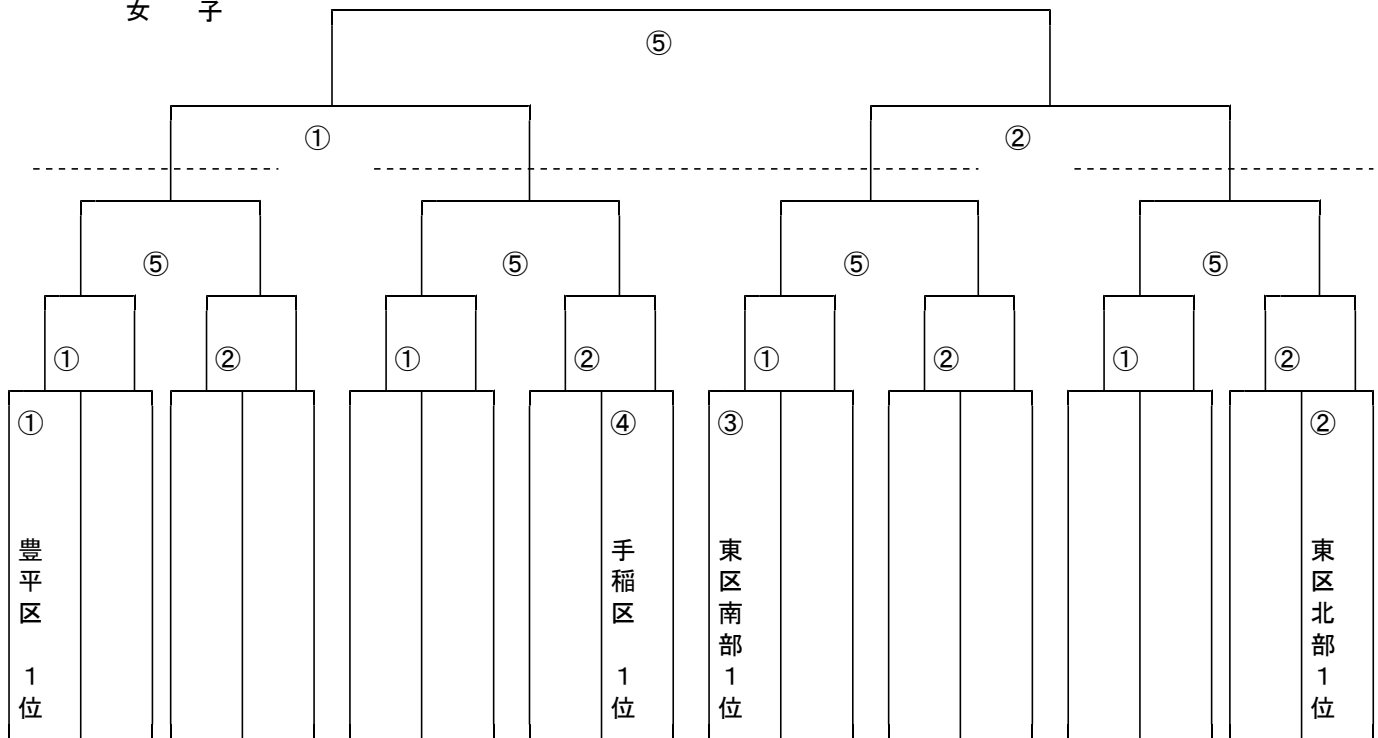 女　子
⑤
① ②
⑤ ⑤ ⑤ ⑤
① ② ① ② ① ② ① ②
① ④ ③ ②
豊平区　1位
手稲区　1位
東区南部1位
東区北部1位